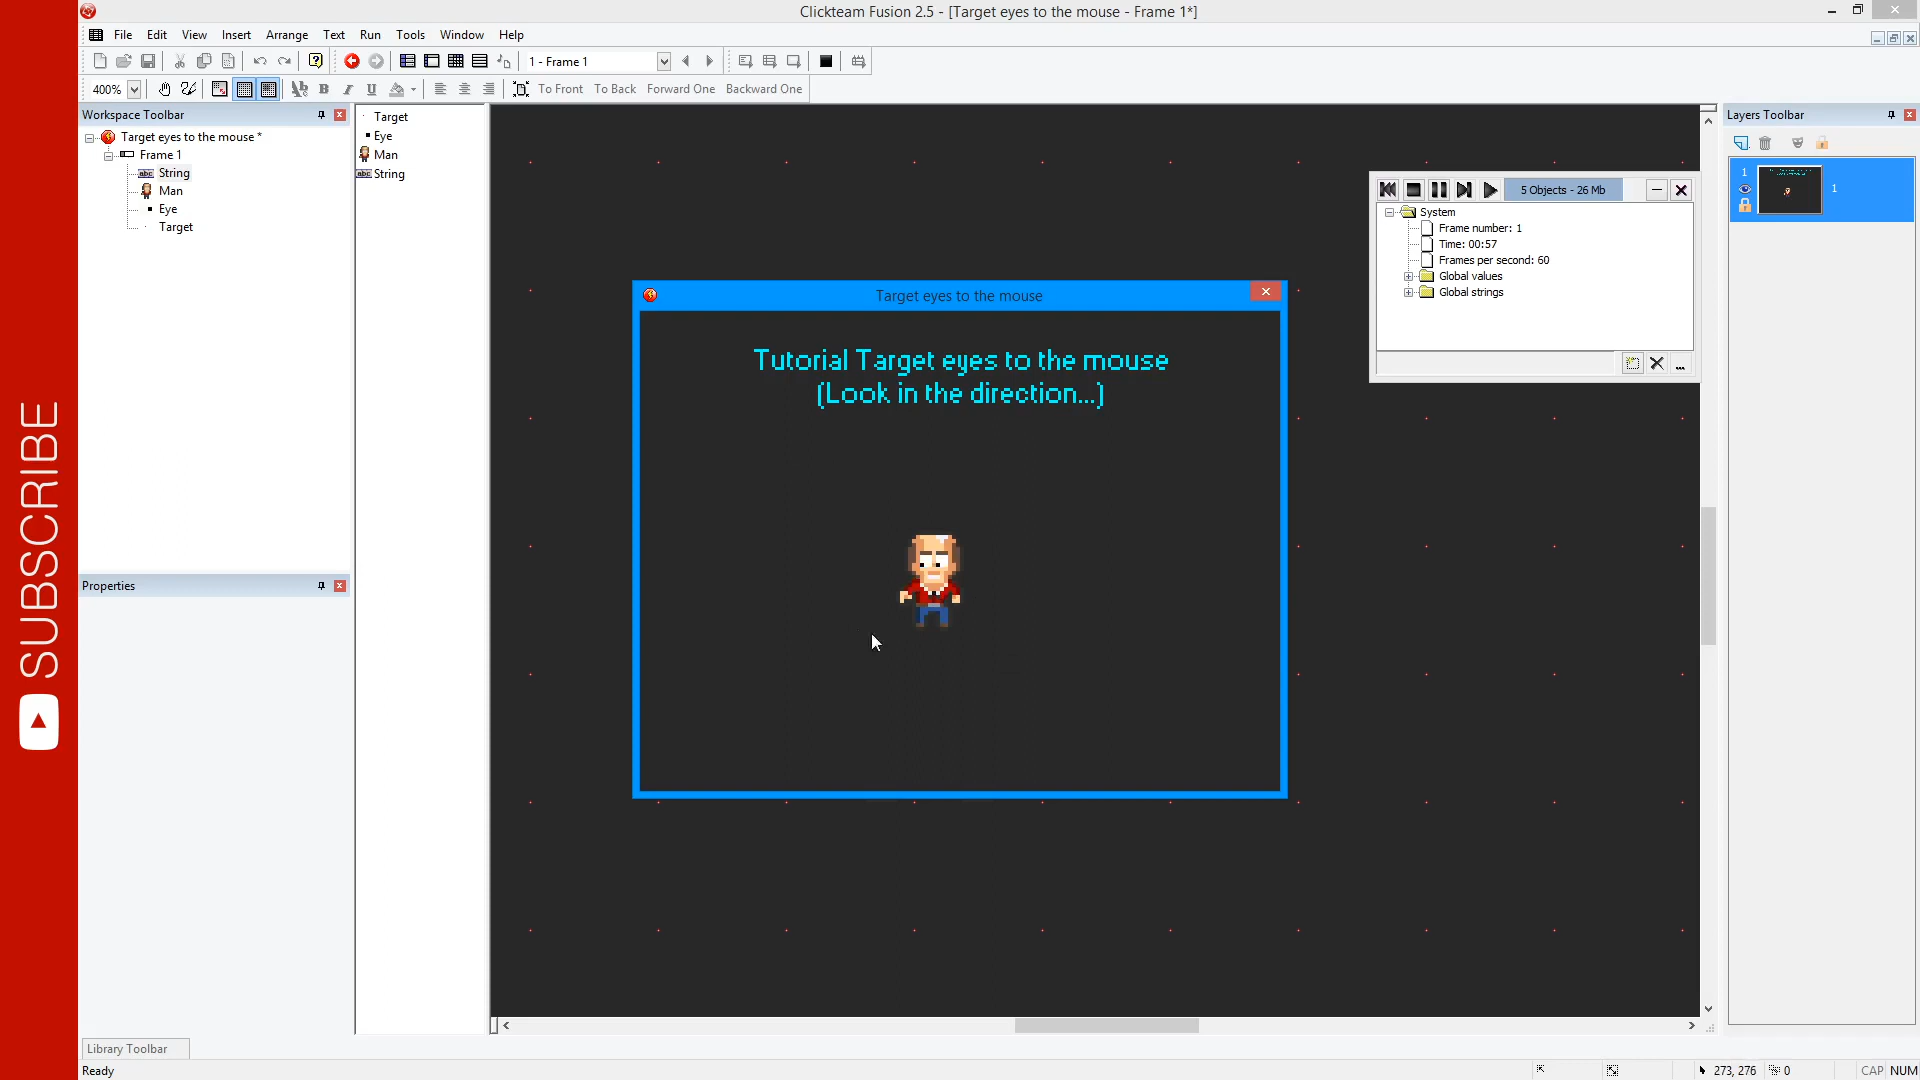 SUBSCRIBE
Clickteam Fusion 2.5 - [Target eyes to the mouse - Frame 1*]
File Edit View Insert Arrange Text Run Tools Window Help
1 - Frame 1
400%
To Front To Back Forward One Backward One
Workspace Toolbar
Target eyes to the mouse *
Frame 1
abc String
Man
Eye
Target
Properties
Target
Eye
Man
abc String
Target eyes to the mouse
Tutorial Target eyes to the mouse
(Look in the direction...)
5 Objects - 26 Mb
System
Frame number: 1
Time: 00:57
Frames per second: 60
Global values
Global strings
...
Layers Toolbar
1
1
Library Toolbar
Ready
273, 276
0
CAP NUM